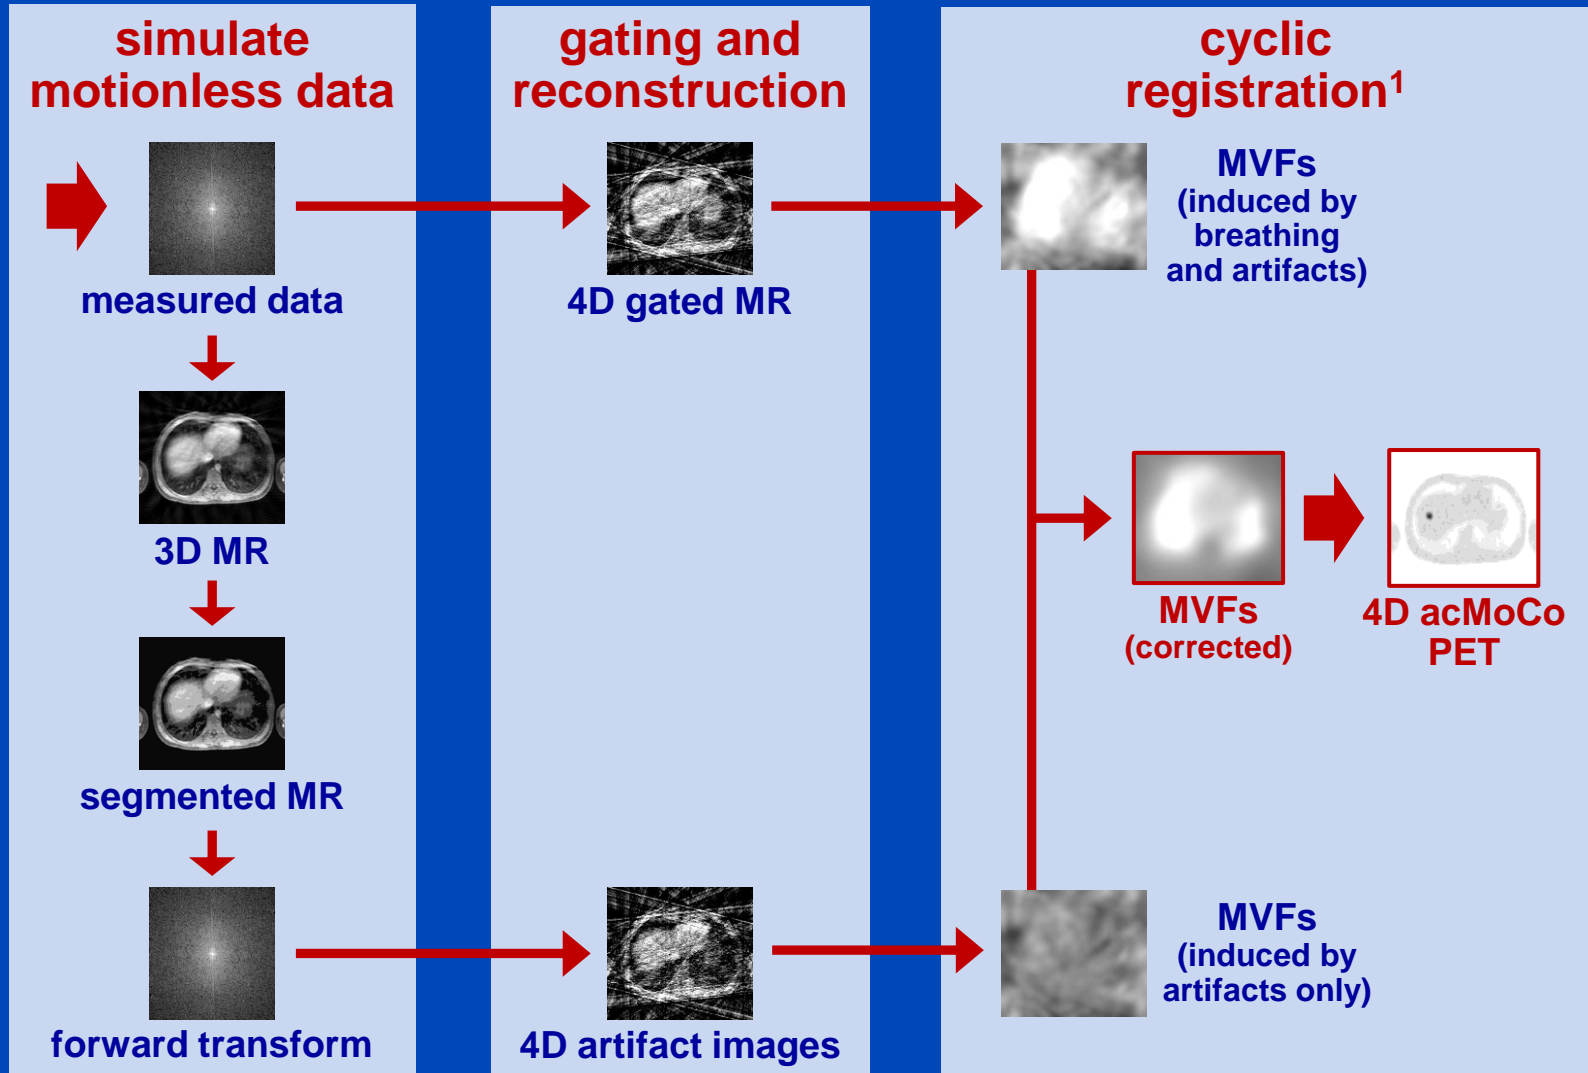 simulate
motionless data
measured data
3D MR
segmented MR
forward transform
gating and
reconstruction
4D gated MR
4D artifact images
cyclic
registration¹
MVFs
(induced by
breathing
and artifacts)
MVFs
(corrected)
4D acMoCo
PET
MVFs
(induced by
artifacts only)